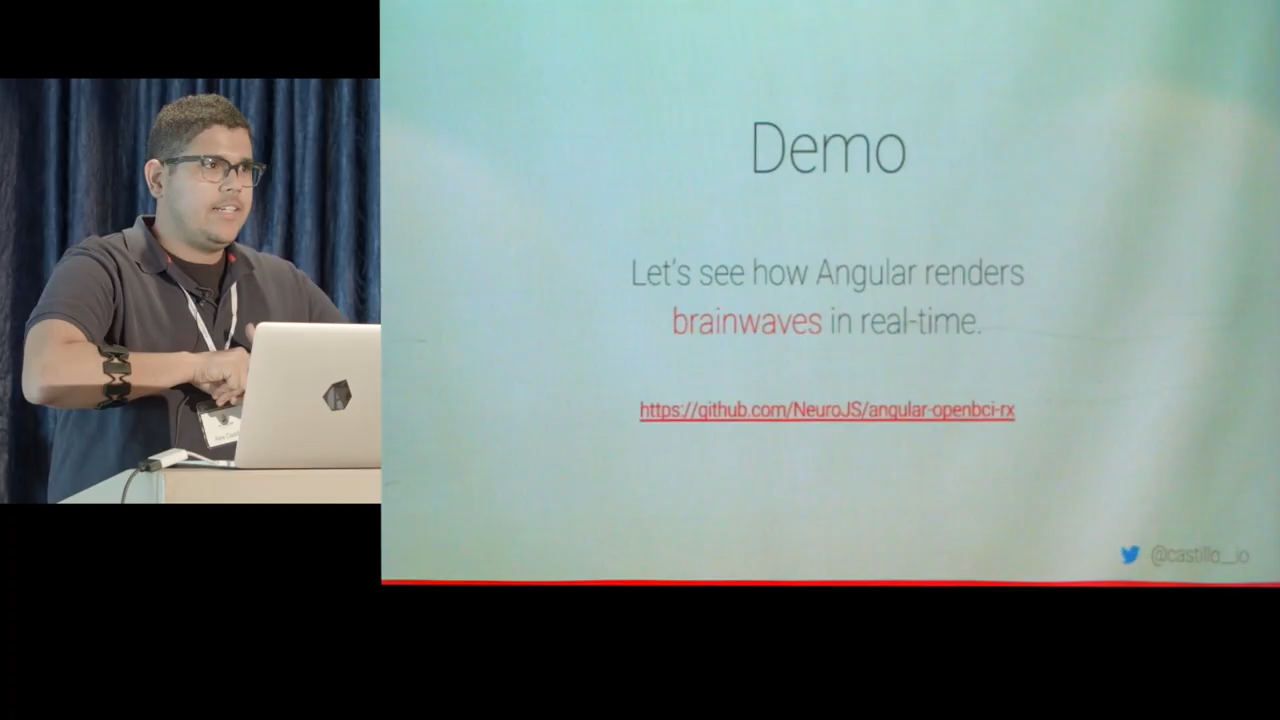 Demo
Let's see how Angular renders
brainwaves in real-time.
https://github.com/NeuroJS/angular-openbci-rx
@castillo__io